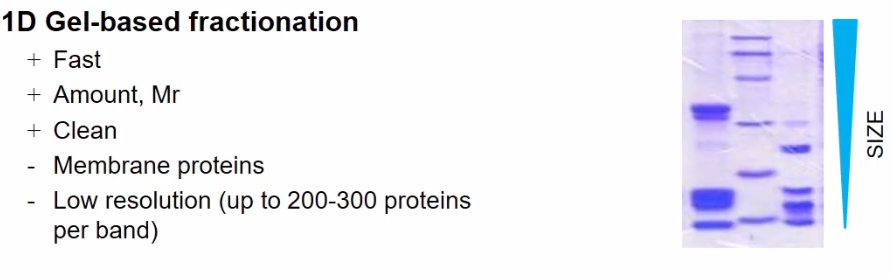 1D Gel-based fractionation
+ Fast
+ Amount, Mr
+ Clean
- Membrane proteins
- Low resolution (up to 200-300 proteins
per band)
SIZE